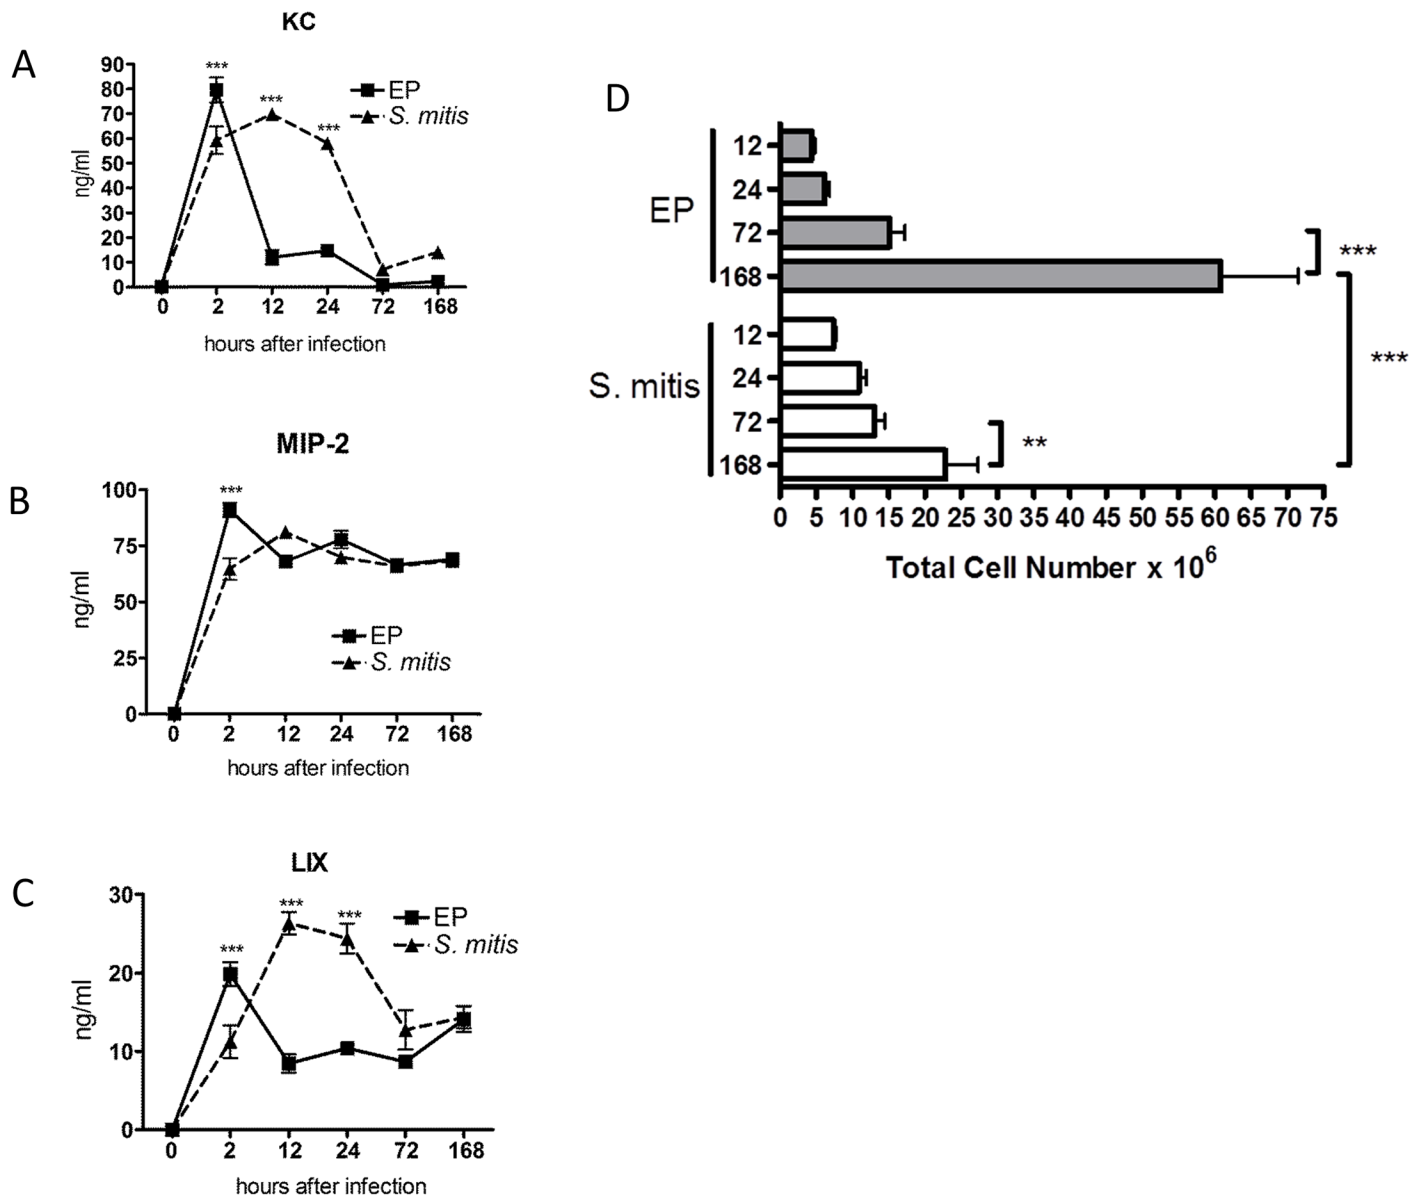 KC
A
90
80
70
60
50
40
30
20
10
0
ng/ml
***
***
***
EP
S. mitis
0 2 12 24 72 168
hours after infection
MIP-2
B
100
75
50
25
0
ng/ml
***
EP
S. mitis
0 2 12 24 72 168
hours after infection
LIX
C
30
20
10
0
ng/ml
***
***
***
EP
S. mitis
0 2 12 24 72 168
hours after infection
D
EP
12
24
72
168
S. mitis
12
24
72
168
***
***
**
0 5 10 15 20 25 30 35 40 45 50 55 60 65 70 75
Total Cell Number x 10⁶